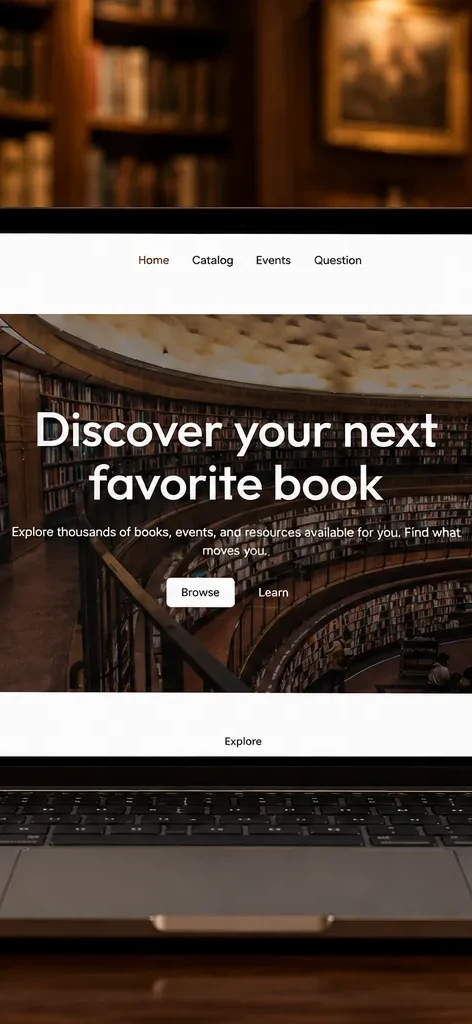 Home Catalog Events Question
Discover your next
favorite book
Explore thousands of books, events, and resources available for you. Find what
moves you.
Browse Learn
Explore